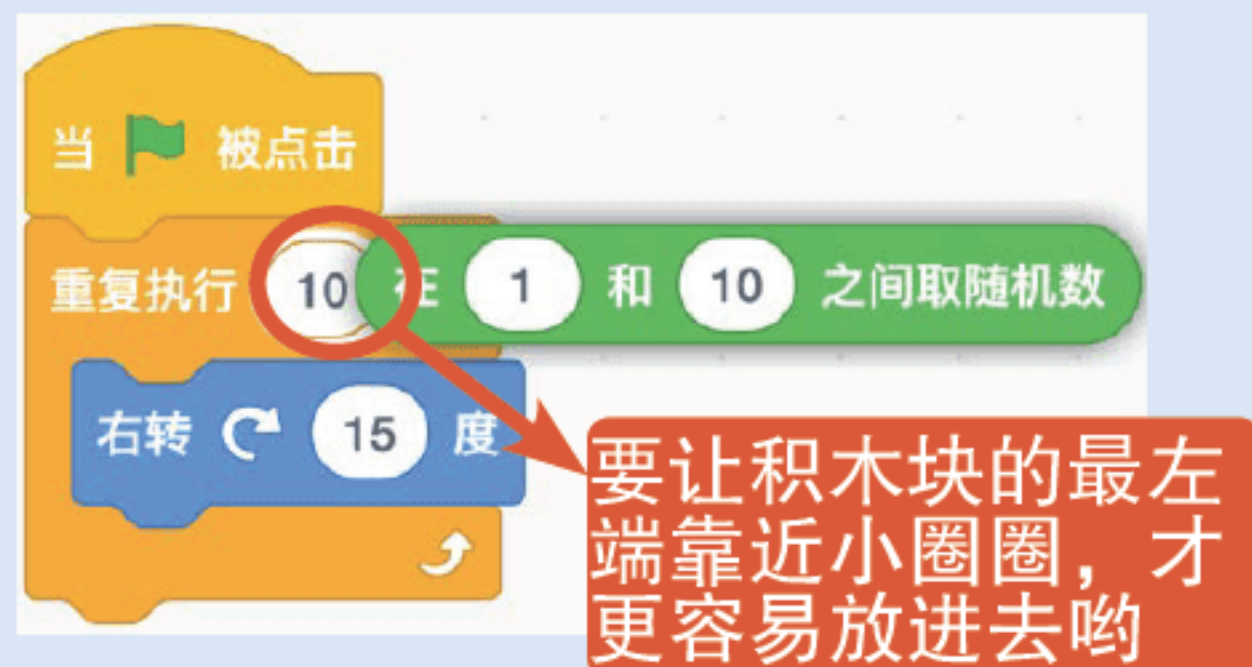 当 被点击
重复执行 10 在 1 和 10 之间取随机数
右转 15 度
要让积木块的最左
端靠近小圈圈，才
更容易放进去哟